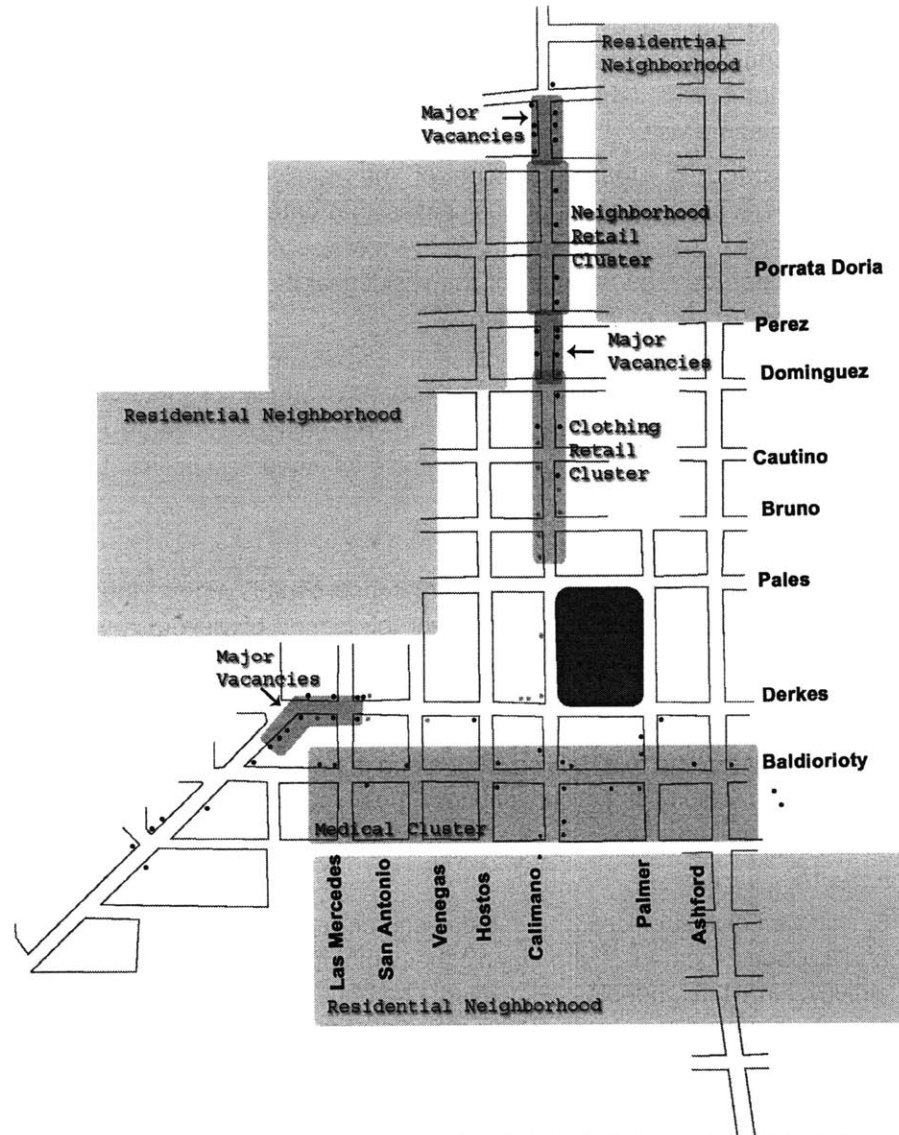 Residential
Neighborhood
Major
Vacancies
Neighborhood
Retail
Cluster
Porrata Doria
Perez
Major
Vacancies
Dominguez
Residential Neighborhood
Clothing
Retail
Cluster
Cautino
Bruno
Pales
Major
Vacancies
Derkes
Baldiorioty
Medical Cluster
Las Mercedes
San Antonio
Venegas
Hostos
Calimano
Palmer
Ashford
Residential Neighborhood